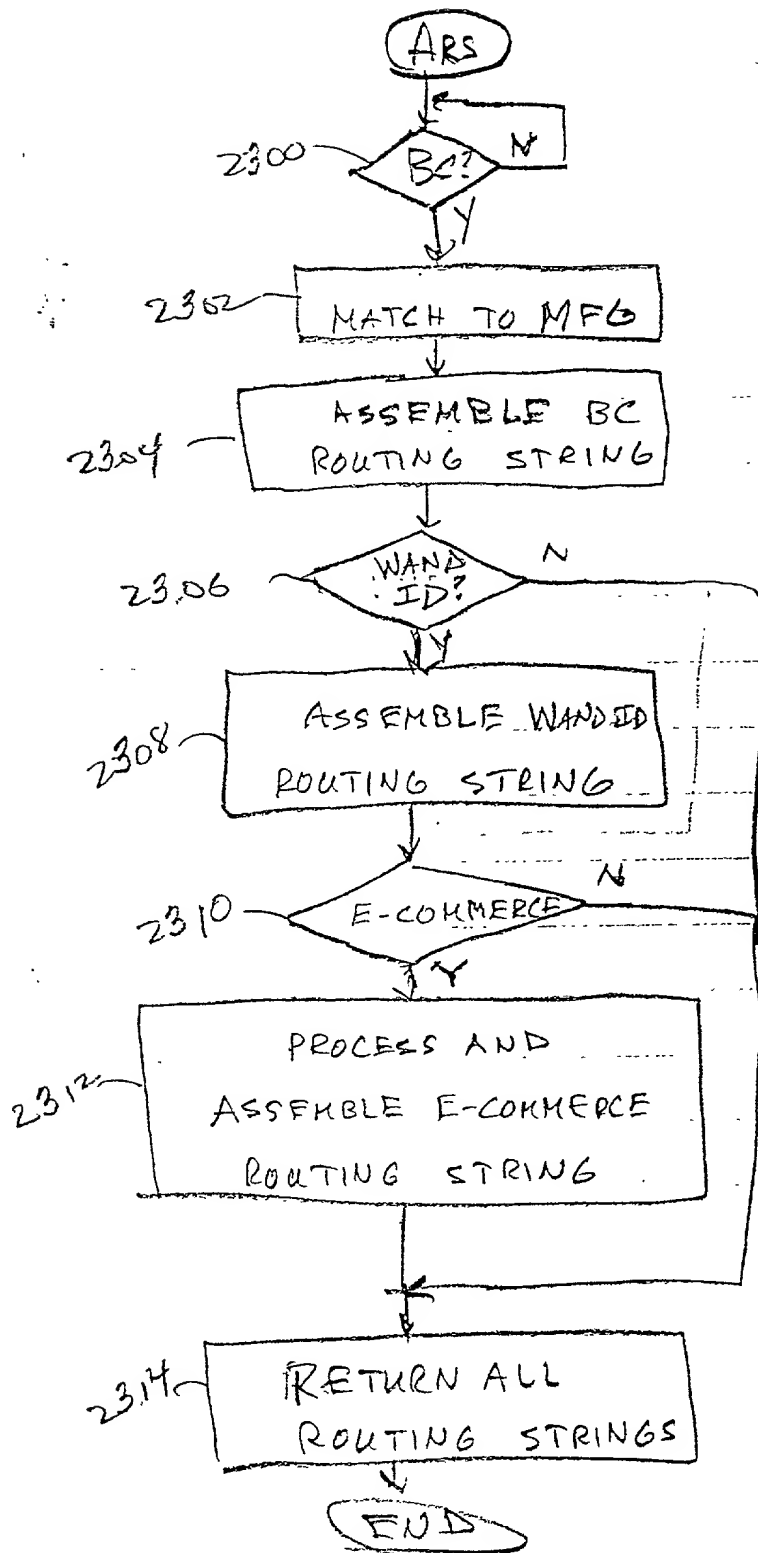 ARS
2300
BC?
N
Y
2302
MATCH TO MFG
2304
ASSEMBLE BC
ROUTING STRING
2306
WAND
ID?
N
Y
2308
ASSEMBLE WAND ID
ROUTING STRING
2310
E-COMMERCE
N
Y
2312
PROCESS AND
ASSEMBLE E-COMMERCE
ROUTING STRING
2314
RETURN ALL
ROUTING STRINGS
END